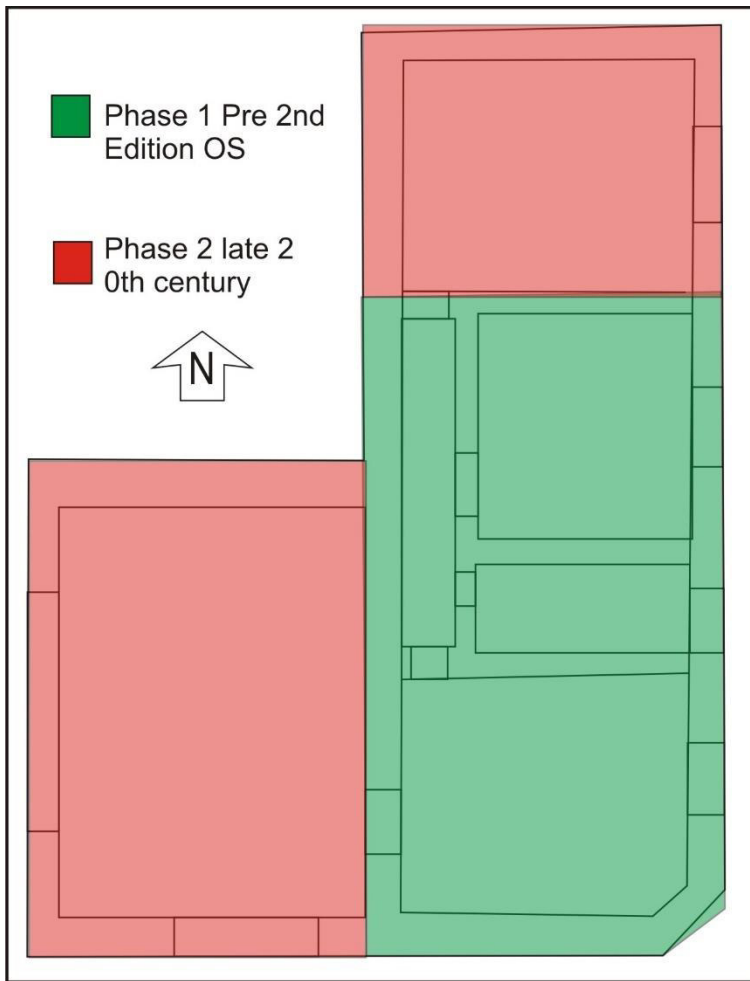 Phase 1 Pre 2nd
Edition OS
Phase 2 late 2
0th century
N